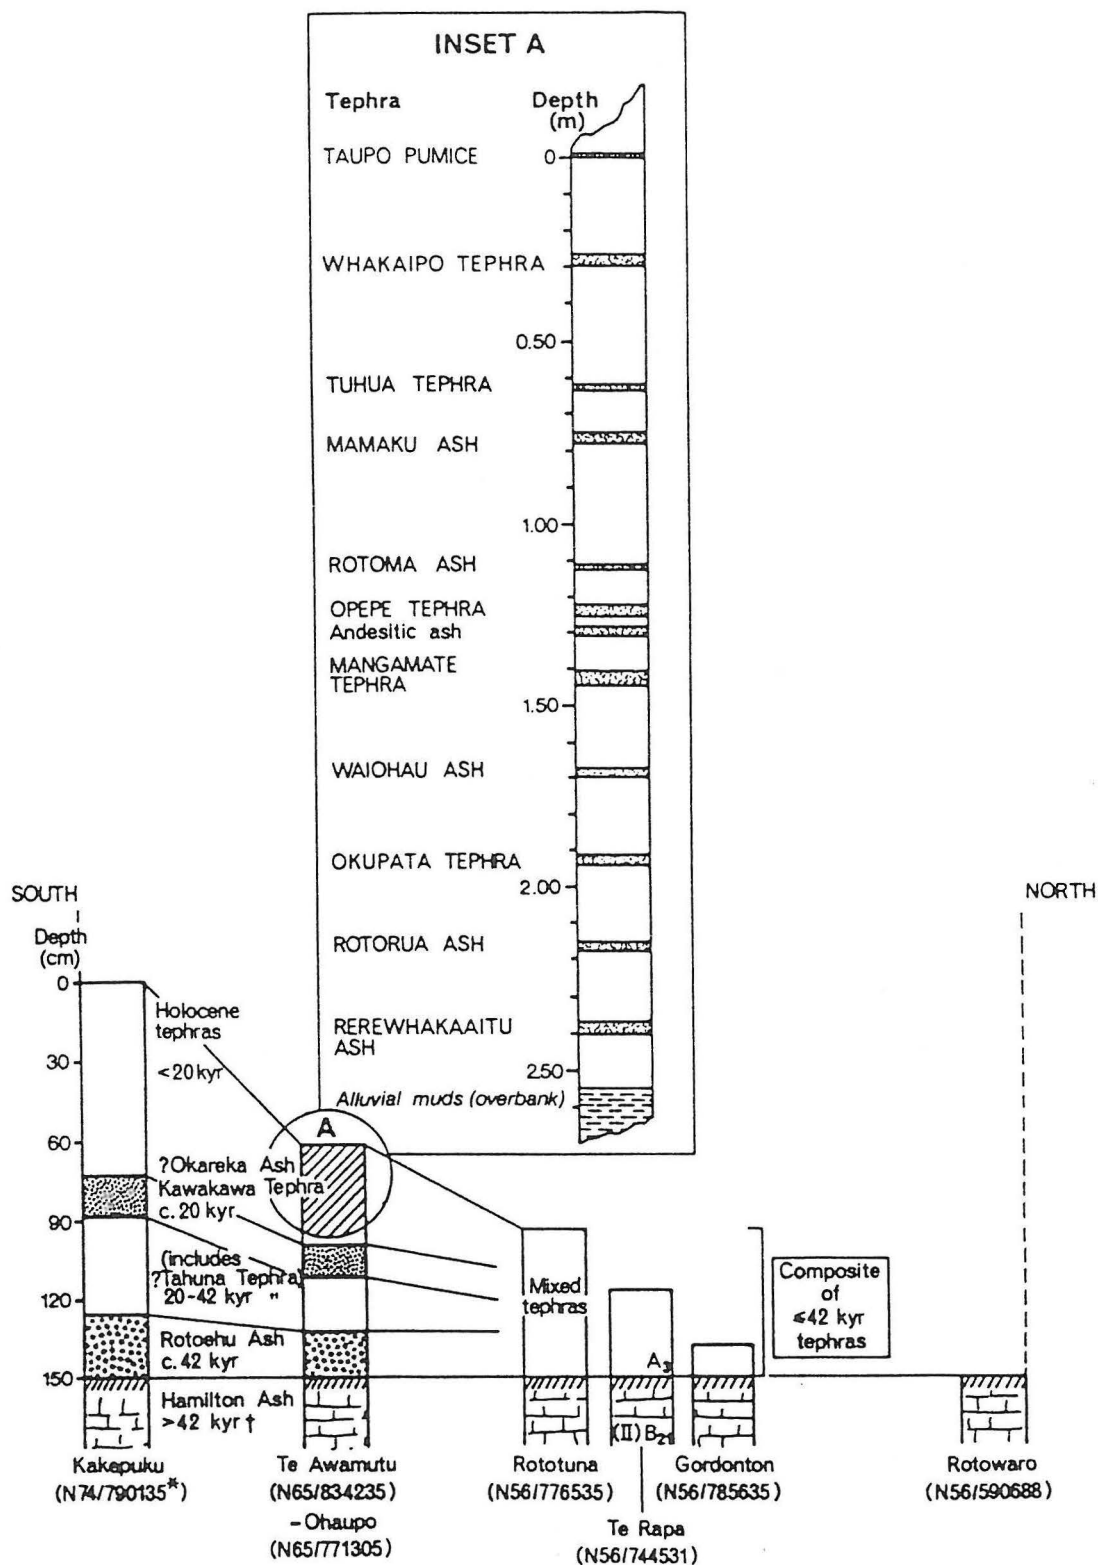 INSET A
Tephra
Depth
(m)
TAUPO PUMICE
0
WHAKAIPO TEPHRA
0.50
TUHUA TEPHRA
MAMAKU ASH
1.00
ROTOMA ASH
OPEPE TEPHRA
Andesitic ash
MANGAMATE
TEPHRA
1.50
WAIOHAU ASH
OKUPATA TEPHRA
2.00
ROTORUA ASH
REREWHAKAAITU
ASH
2.50
Alluvial muds (overbank)
SOUTH
NORTH
Depth
(cm)
0
30
60
90
120
150
Holocene
tephras
<20 kyr
A
?Okareka Ash
Kawakawa Tephra
c. 20 kyr
(includes
?Tahuna Tephra)
20-42 kyr "
Rotoehu Ash
c. 42 kyr
Hamilton Ash
>42 kyr †
Mixed
tephras
A3
(II) B21
Composite
of
≤42 kyr
tephras
Kakepuku
(N74/790135*)
Te Awamutu
(N65/834235)
-Ohaupo
(N65/771305)
Rototuna
(N56/776535)
Te Rapa
(N56/744531)
Gordonton
(N56/785635)
Rotowaro
(N56/590688)